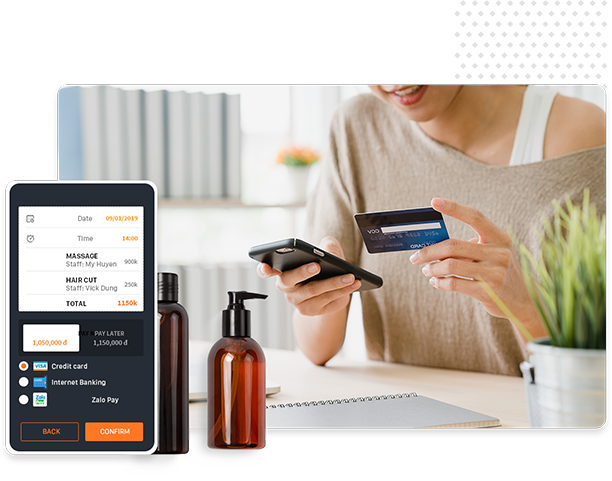 Date 09/01/2019
Time 14:00
MASSAGE
Staff: My Huyen 900k
HAIR CUT
Staff: Vick Dung 250k
TOTAL 1150k
PAY LATER
1,050,000 đ 1,150,000 đ
VISA Credit card
Internet Banking
Zalo Zalo Pay
BACK CONFIRM